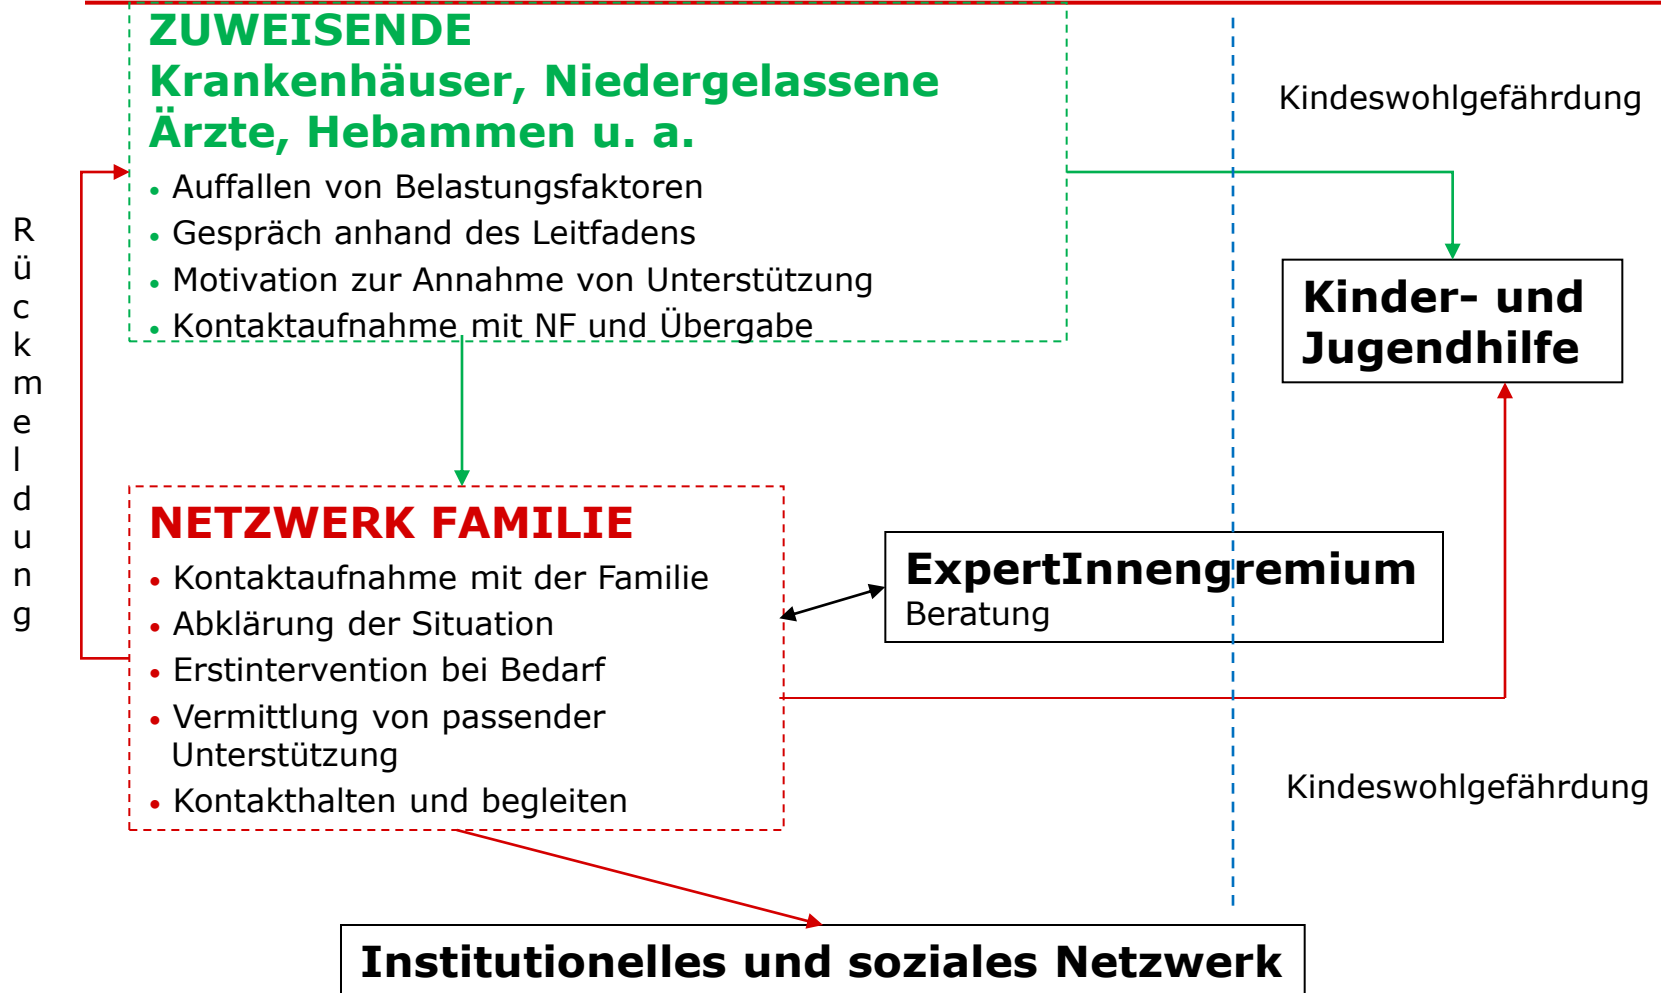 ZUWEISENDE
Krankenhäuser, Niedergelassene
Ärzte, Hebammen u. a.
• Auffallen von Belastungsfaktoren
• Gespräch anhand des Leitfadens
• Motivation zur Annahme von Unterstützung
• Kontaktaufnahme mit NF und Übergabe
Kindeswohlgefährdung
Kinder- und
Jugendhilfe
Rückmeldung
NETZWERK FAMILIE
• Kontaktaufnahme mit der Familie
• Abklärung der Situation
• Erstintervention bei Bedarf
• Vermittlung von passender
Unterstützung
• Kontakthalten und begleiten
ExpertInnengremium
Beratung
Kindeswohlgefährdung
Institutionelles und soziales Netzwerk